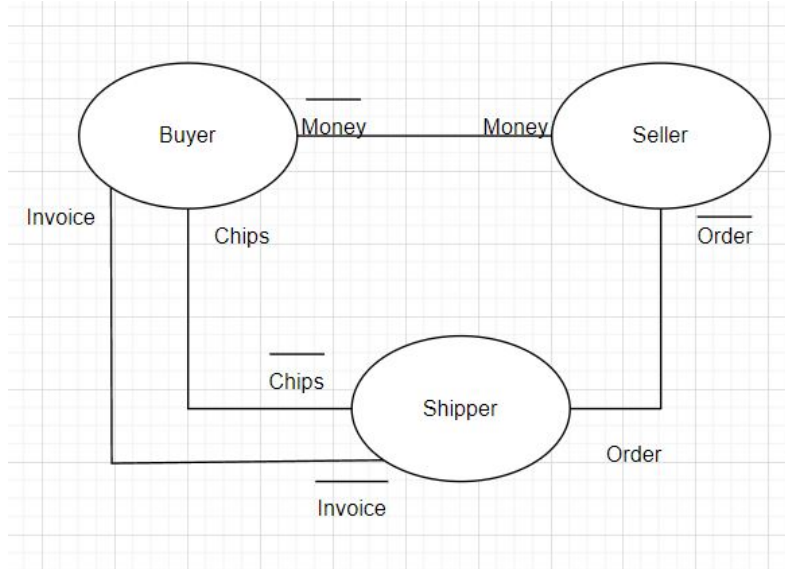 Buyer
Money
Money
Seller
Invoice
Chips
Order
Chips
Shipper
Order
Invoice